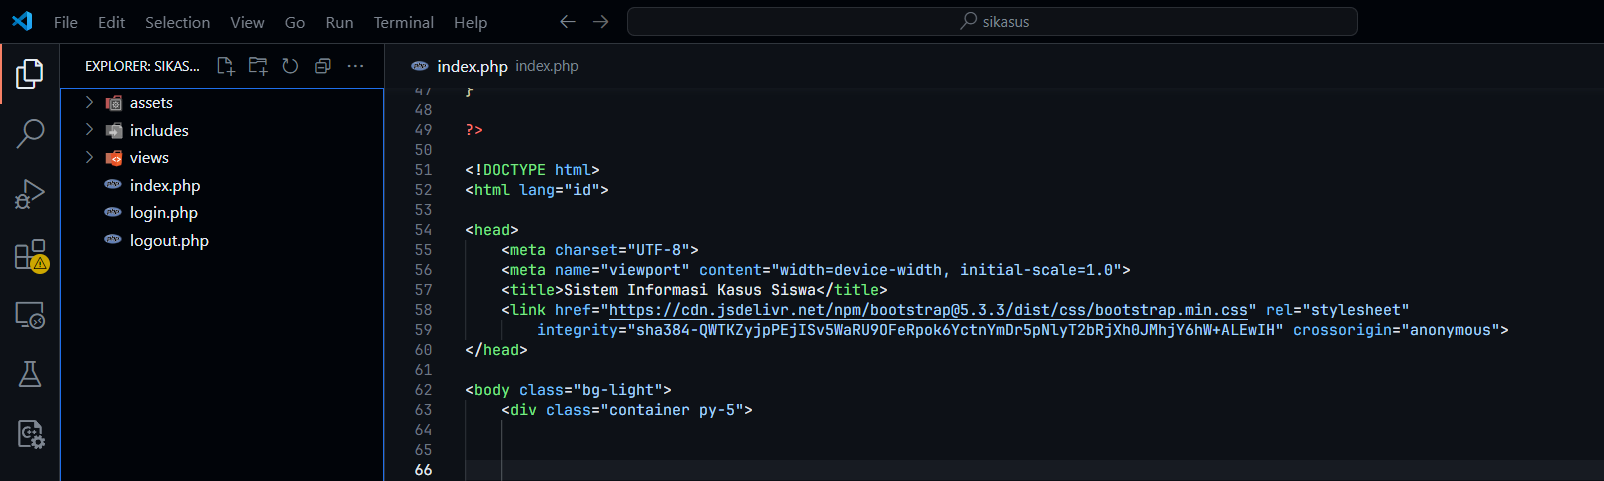 File Edit Selection View Go Run Terminal Help
sikasus
EXPLORER: SIKAS...
assets
includes
views
index.php
login.php
logout.php
index.php index.php
47 }
48
49 ?>
50
51 <!DOCTYPE html>
52 <html lang="id">
53
54 <head>
55 <meta charset="UTF-8">
56 <meta name="viewport" content="width=device-width, initial-scale=1.0">
57 <title>Sistem Informasi Kasus Siswa</title>
58 <link href="https://cdn.jsdelivr.net/npm/bootstrap@5.3.3/dist/css/bootstrap.min.css" rel="stylesheet"
59 integrity="sha384-QWTKZyjpPEjISv5WaRU9OFeRpok6YctnYmDr5pNlyT2bRjXh0JMhjY6hW+ALEwIH" crossorigin="anonymous">
60 </head>
61
62 <body class="bg-light">
63 <div class="container py-5">
64
65
66